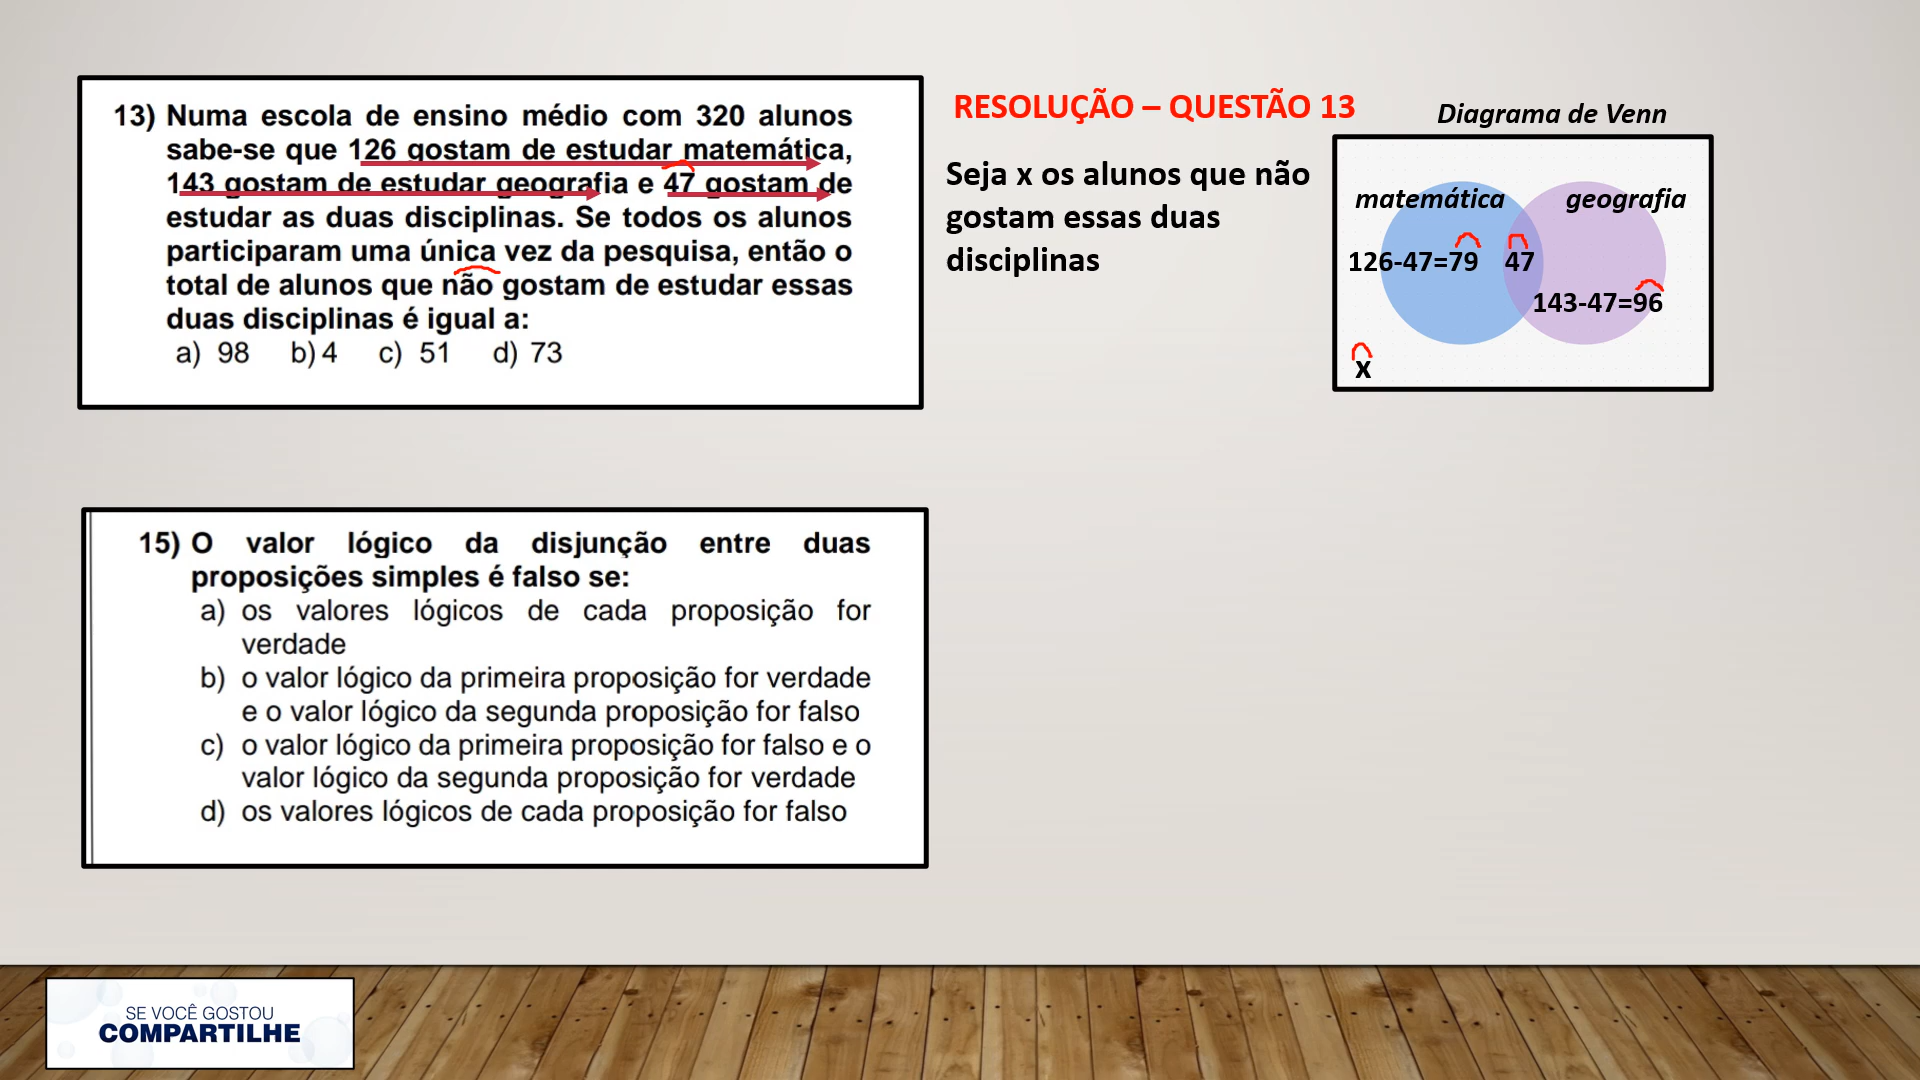 13) Numa escola de ensino médio com 320 alunos
sabe-se que 126 gostam de estudar matemática,
143 gostam de estudar geografia e 47 gostam de
estudar as duas disciplinas. Se todos os alunos
participaram uma única vez da pesquisa, então o
total de alunos que não gostam de estudar essas
duas disciplinas é igual a:
a) 98 b) 4 c) 51 d) 73
RESOLUÇÃO – QUESTÃO 13
Seja x os alunos que não
gostam essas duas
disciplinas
Diagrama de Venn
matemática geografia
126-47=79 47
143-47=96
x
15) O valor lógico da disjunção entre duas
proposições simples é falso se:
a) os valores lógicos de cada proposição for
verdade
b) o valor lógico da primeira proposição for verdade
e o valor lógico da segunda proposição for falso
c) o valor lógico da primeira proposição for falso e o
valor lógico da segunda proposição for verdade
d) os valores lógicos de cada proposição for falso
SE VOCÊ GOSTOU
COMPARTILHE